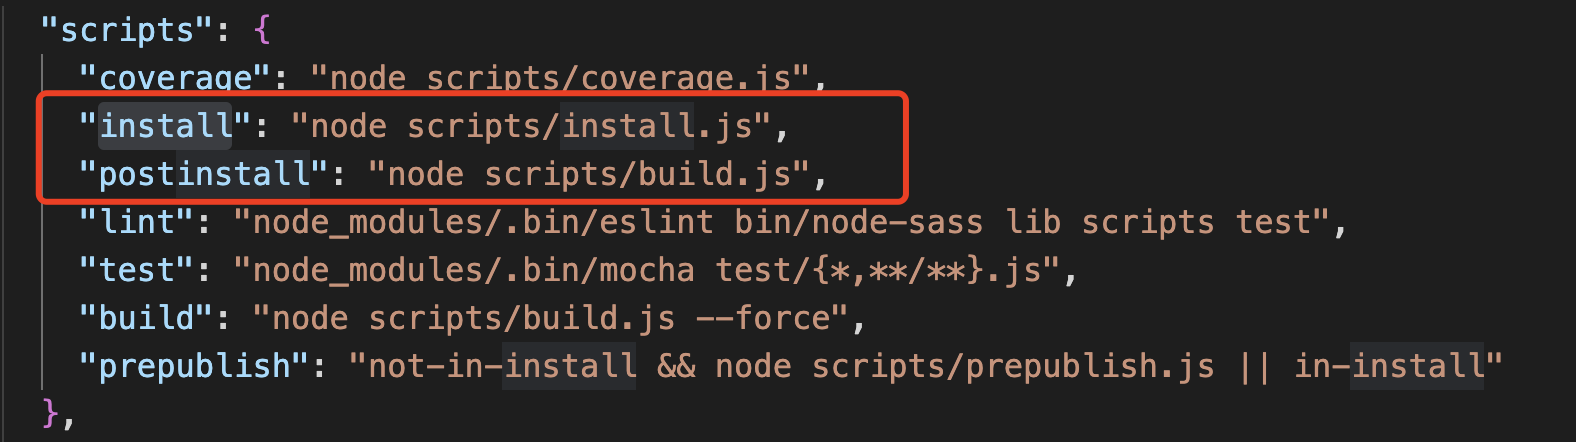 "scripts": {
"coverage": "node scripts/coverage.js",
"install": "node scripts/install.js",
"postinstall": "node scripts/build.js",
"lint": "node_modules/.bin/eslint bin/node-sass lib scripts test",
"test": "node_modules/.bin/mocha test/{*,**/**}.js",
"build": "node scripts/build.js --force",
"prepublish": "not-in-install && node scripts/prepublish.js || in-install"
},